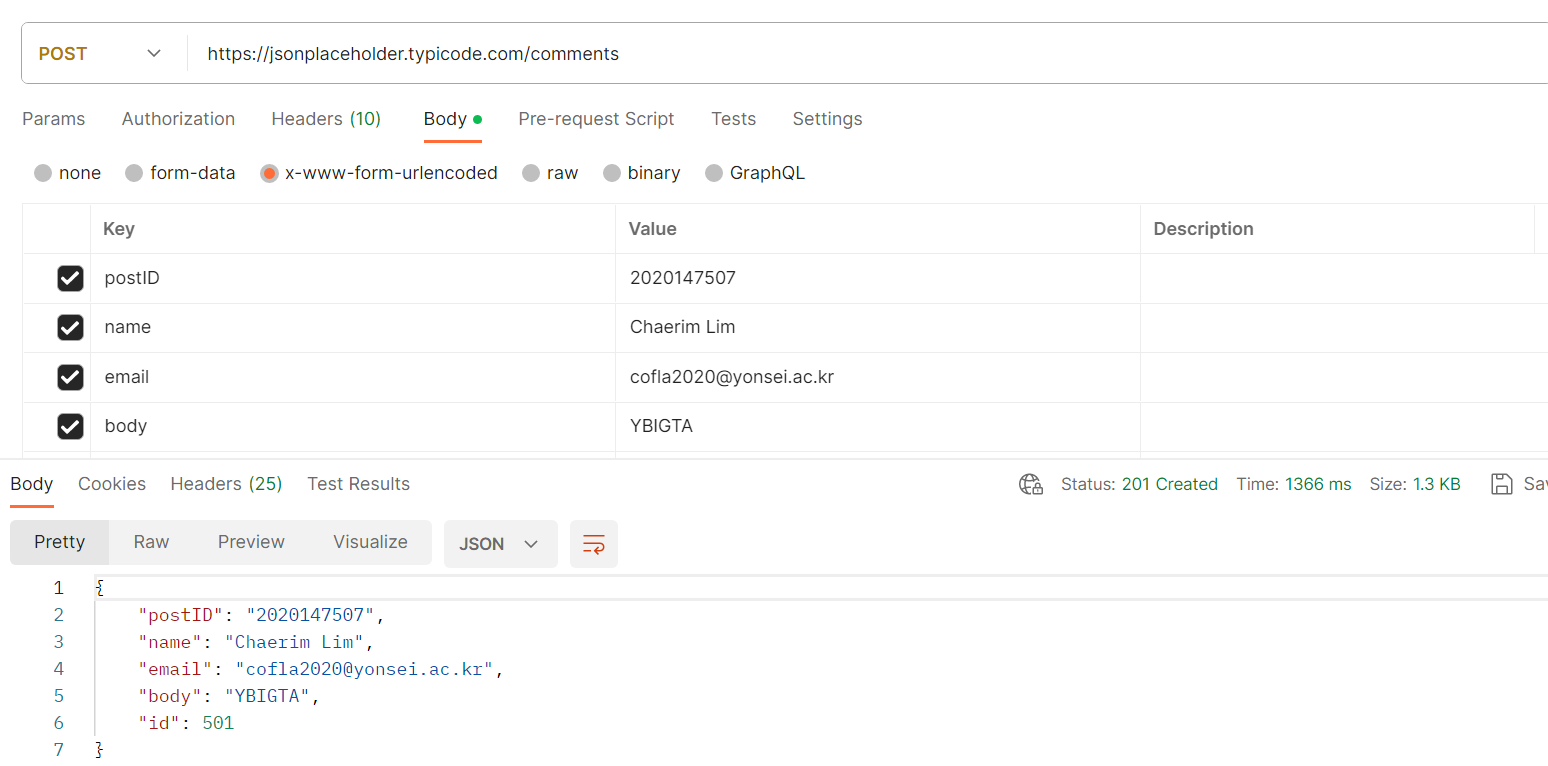 POST https://jsonplaceholder.typicode.com/comments
Params Authorization Headers (10) Body Pre-request Script Tests Settings
none form-data x-www-form-urlencoded raw binary GraphQL
Key Value Description
postID 2020147507
name Chaerim Lim
email cofla2020@yonsei.ac.kr
body YBIGTA
Body Cookies Headers (25) Test Results Status: 201 Created Time: 1366 ms Size: 1.3 KB
Pretty Raw Preview Visualize JSON
1 {
2 "postID": "2020147507",
3 "name": "Chaerim Lim",
4 "email": "cofla2020@yonsei.ac.kr",
5 "body": "YBIGTA",
6 "id": 501
7 }